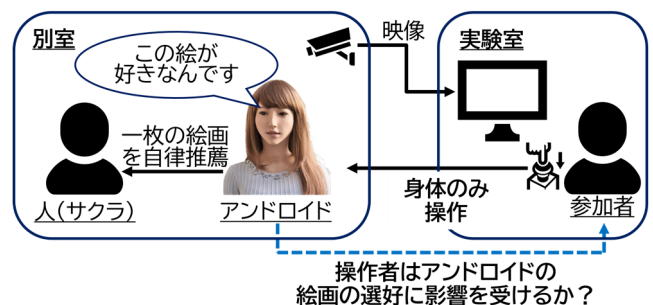 別室
この絵が
好きなんです
一枚の絵画
を自律推薦
人(サクラ)
アンドロイド
映像
実験室
身体のみ
操作
参加者
操作者はアンドロイドの
絵画の選好に影響を受けるか？